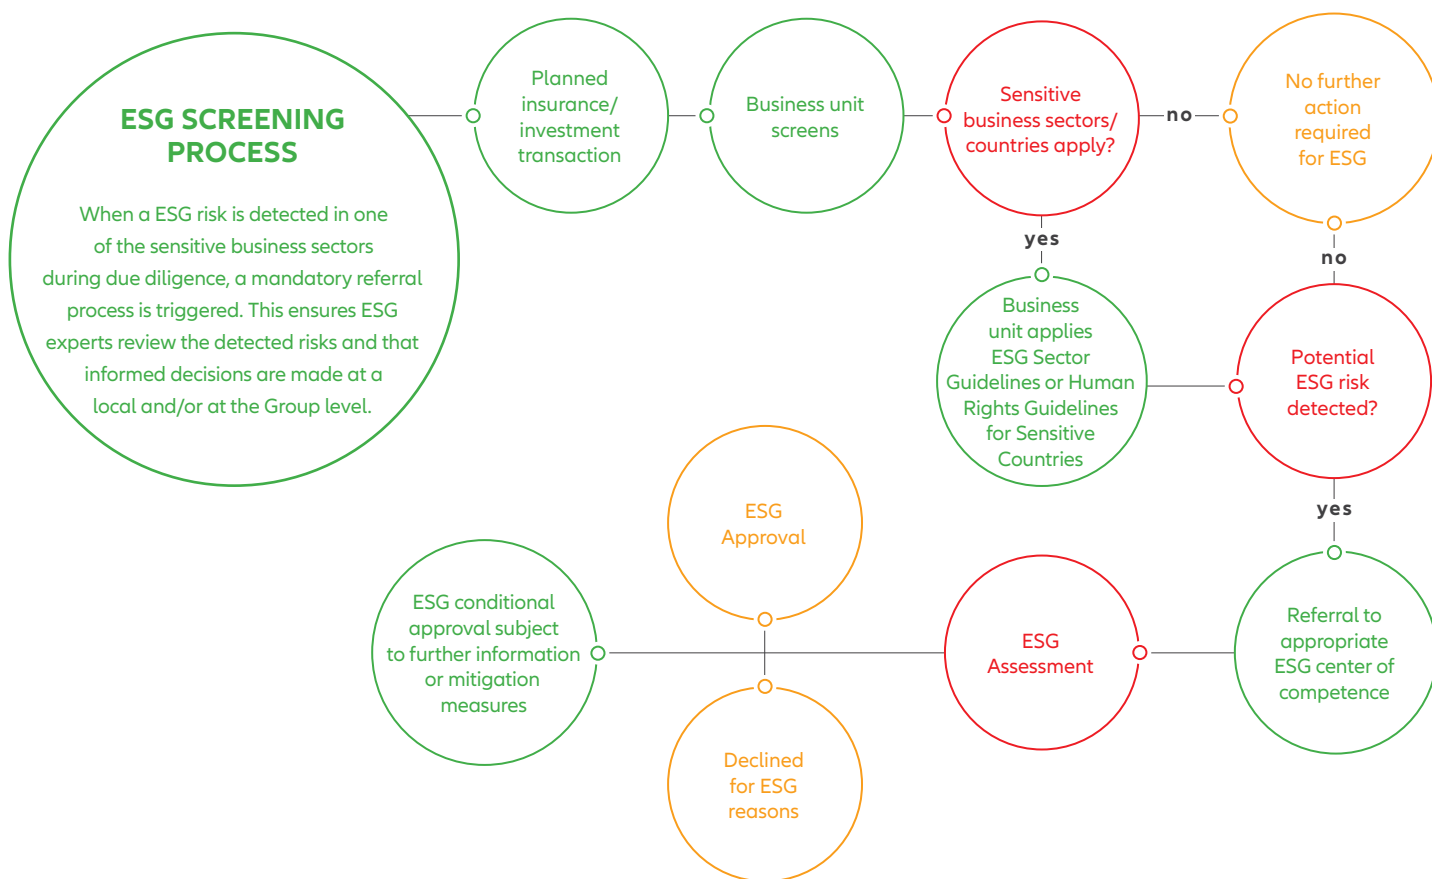 ESG SCREENING
PROCESS
When a ESG risk is detected in one
of the sensitive business sectors
during due diligence, a mandatory referral
process is triggered. This ensures ESG
experts review the detected risks and that
informed decisions are made at a
local and/or at the Group level.
Planned
insurance/
investment
transaction
Business unit
screens
Sensitive
business sectors/
countries apply?
no
No further
action
required
for ESG
yes
no
Business
unit applies
ESG Sector
Guidelines or Human
Rights Guidelines
for Sensitive
Countries
Potential
ESG risk
detected?
yes
Referral to
appropriate
ESG center of
competence
ESG
Assessment
ESG
Approval
ESG conditional
approval subject
to further information
or mitigation
measures
Declined
for ESG
reasons